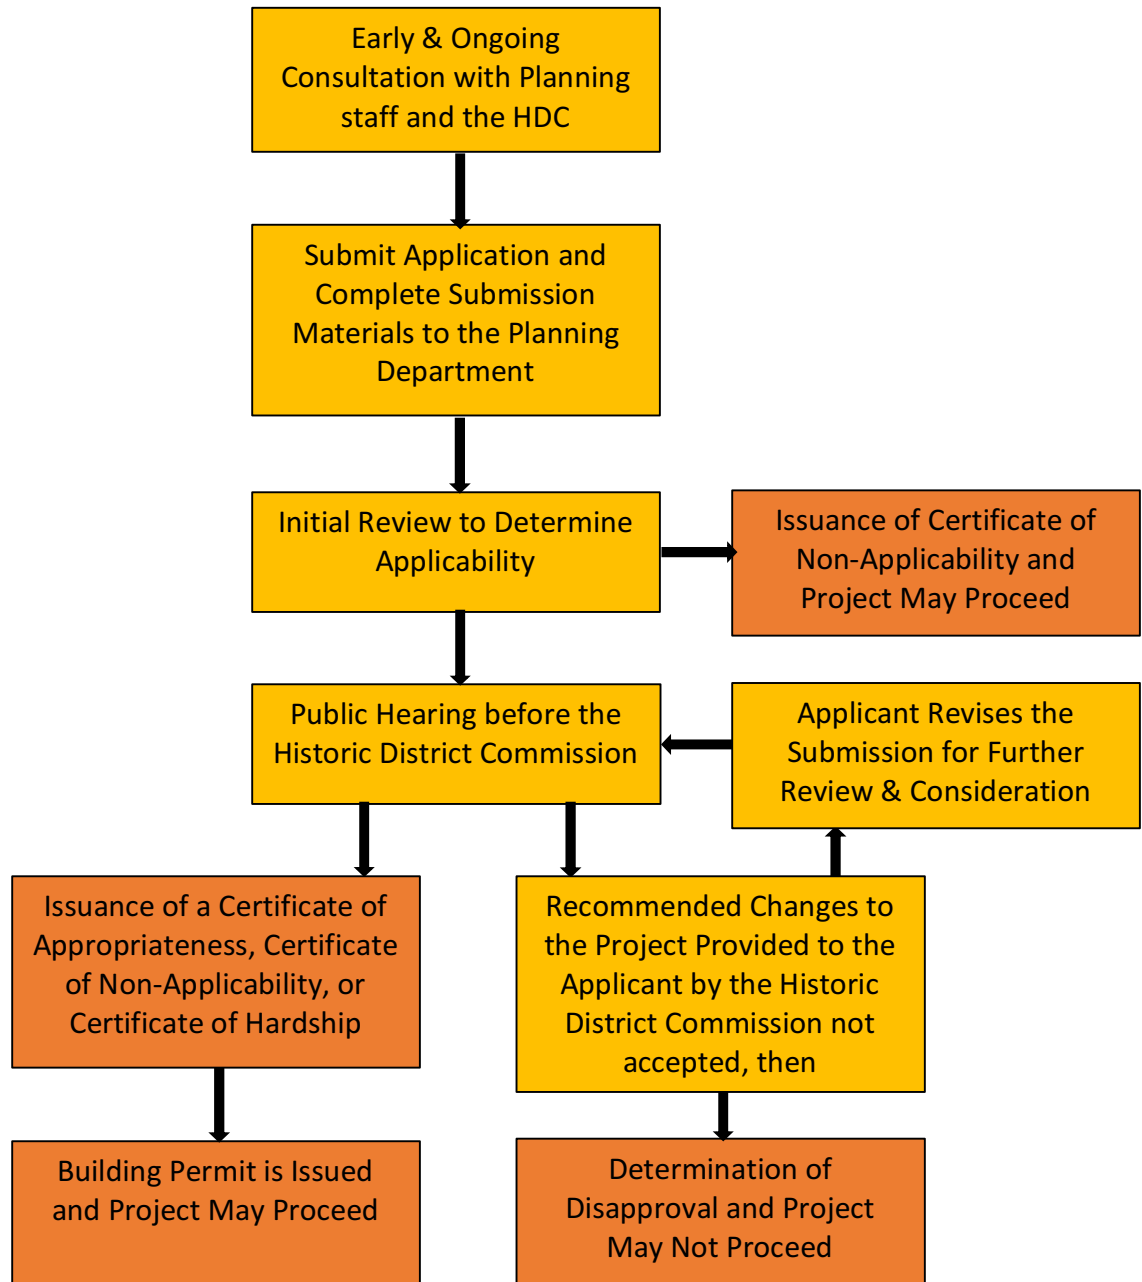 Early & Ongoing
Consultation with Planning
staff and the HDC
Submit Application and
Complete Submission
Materials to the Planning
Department
Initial Review to Determine
Applicability
Issuance of Certificate of
Non-Applicability and
Project May Proceed
Public Hearing before the
Historic District Commission
Applicant Revises the
Submission for Further
Review & Consideration
Issuance of a Certificate of
Appropriateness, Certificate
of Non-Applicability, or
Certificate of Hardship
Recommended Changes to
the Project Provided to the
Applicant by the Historic
District Commission not
accepted, then
Building Permit is Issued
and Project May Proceed
Determination of
Disapproval and Project
May Not Proceed